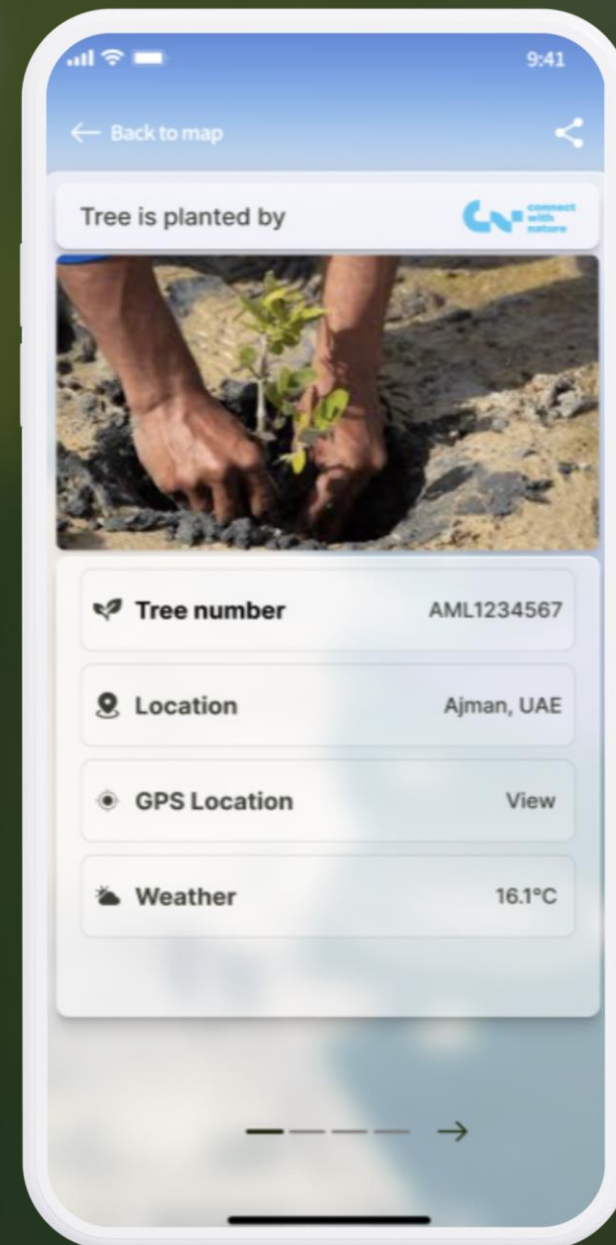 9:41
← Back to map
Tree is planted by
connect
with
nature
Tree number AML1234567
Location Ajman, UAE
GPS Location View
Weather 16.1°C